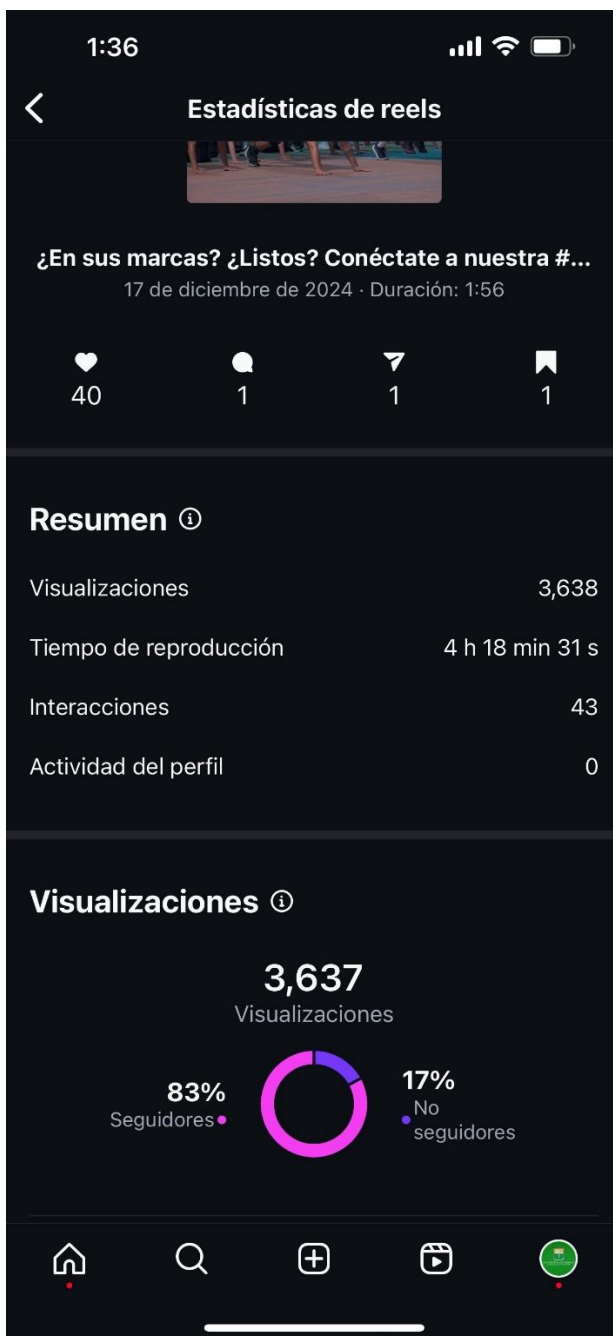 1:36
Estadísticas de reels
¿En sus marcas? ¿Listos? Conéctate a nuestra #...
17 de diciembre de 2024 · Duración: 1:56
40 1 1 1
Resumen
Visualizaciones 3,638
Tiempo de reproducción 4 h 18 min 31 s
Interacciones 43
Actividad del perfil 0
Visualizaciones
3,637
Visualizaciones
83%
Seguidores
17%
No
seguidores